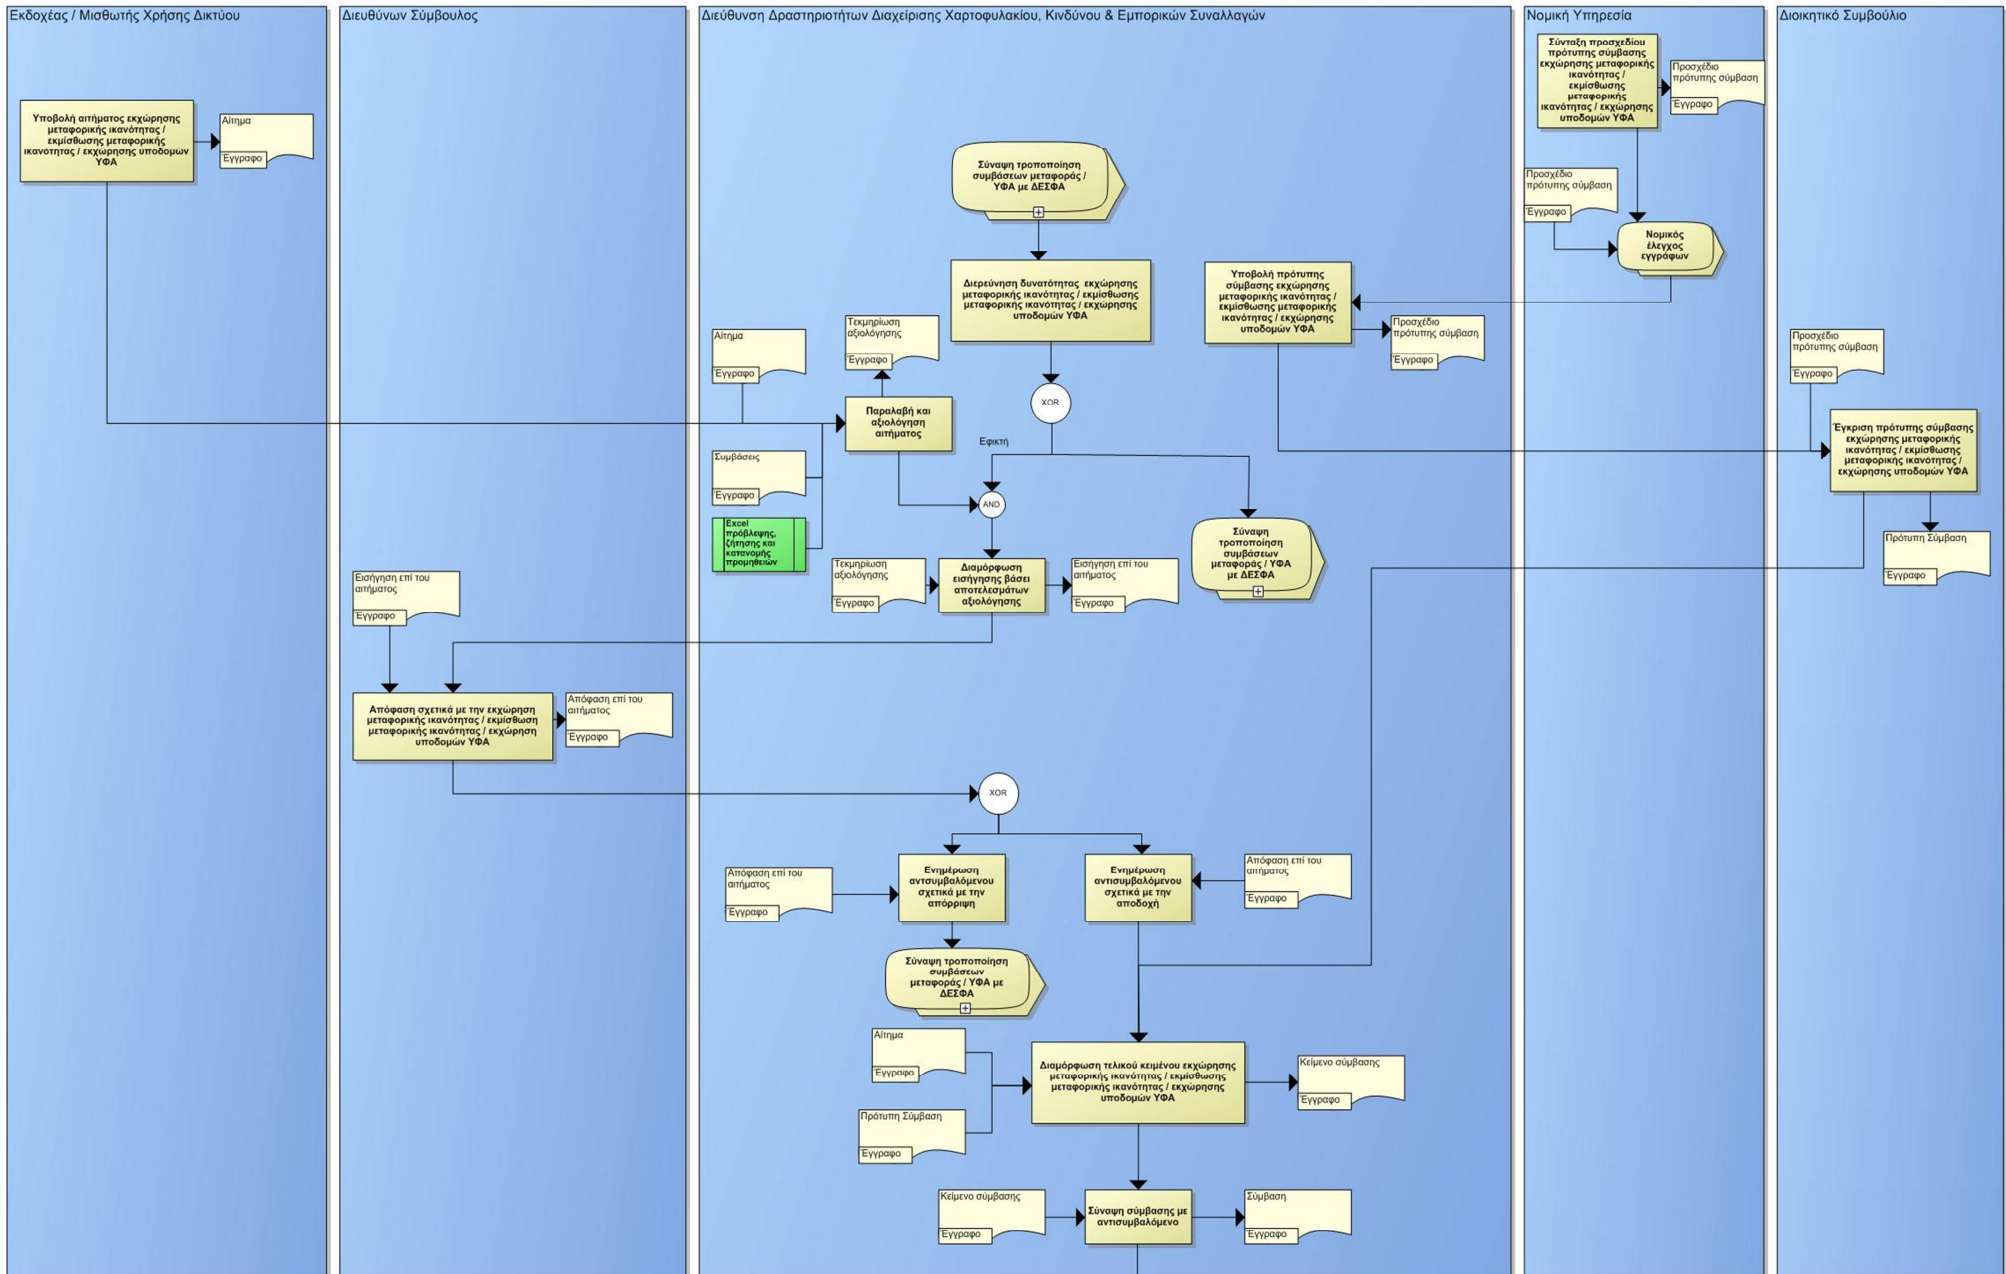 Εκδοχέας / Μισθωτής Χρήσης Δικτύου
Διευθύνων Σύμβουλος
Διεύθυνση Δραστηριοτήτων Διαχείρισης Χαρτοφυλακίου, Κινδύνου & Εμπορικών Συναλλαγών
Νομική Υπηρεσία
Διοικητικό Συμβούλιο
Υποβολή αιτήματος εκχώρησης
μεταφορικής ικανότητας /
εκμίσθωσης μεταφορικής
ικανότητας / εκχώρησης υποδομών
ΥΦΑ
Αίτημα
Έγγραφο
Εισήγηση επί του
αιτήματος
Έγγραφο
Απόφαση σχετικά με την εκχώρηση
μεταφορικής ικανότητας / εκμίσθωση
μεταφορικής ικανότητας / εκχώρηση
υποδομών ΥΦΑ
Απόφαση επί του
αιτήματος
Έγγραφο
Σύναψη τροποποίηση
συμβάσεων μεταφοράς /
ΥΦΑ με ΔΕΣΦΑ
Διερεύνηση δυνατότητας εκχώρησης
μεταφορικής ικανότητας / εκμίσθωσης
μεταφορικής ικανότητας / εκχώρησης
υποδομών ΥΦΑ
Υποβολή πρότυπης
σύμβασης εκχώρησης
μεταφορικής ικανότητας /
εκμίσθωσης μεταφορικής
ικανότητας / εκχώρησης
υποδομών ΥΦΑ
Προσχέδιο
πρότυπης σύμβαση
Έγγραφο
Αίτημα
Έγγραφο
Τεκμηρίωση
αξιολόγησης
Έγγραφο
XOR
Παραλαβή και
αξιολόγηση
αιτήματος
Εφικτή
Συμβάσεις
Έγγραφο
AND
Excel
πρόβλεψης,
ζήτησης και
κατανομής
προμηθειών
Σύναψη
τροποποίηση
συμβάσεων
μεταφοράς / ΥΦΑ
με ΔΕΣΦΑ
Τεκμηρίωση
αξιολόγησης
Έγγραφο
Διαμόρφωση
εισήγησης βάσει
αποτελεσμάτων
αξιολόγησης
Εισήγηση επί του
αιτήματος
Έγγραφο
XOR
Απόφαση επί του
αιτήματος
Έγγραφο
Ενημέρωση
αντσυμβαλόμενου
σχετικά με την
απόρριψη
Ενημέρωση
αντισυμβαλόμενου
σχετικά με την
αποδοχή
Απόφαση επί του
αιτήματος
Έγγραφο
Σύναψη τροποποίηση
συμβάσεων
μεταφοράς / ΥΦΑ με
ΔΕΣΦΑ
Αίτημα
Έγγραφο
Διαμόρφωση τελικού κειμένου εκχώρησης
μεταφορικής ικανότητας / εκμίσθωσης
μεταφορικής ικανότητας / εκχώρησης
υποδομών ΥΦΑ
Κείμενο σύμβασης
Έγγραφο
Πρότυπη Σύμβαση
Έγγραφο
Κείμενο σύμβασης
Έγγραφο
Σύναψη σύμβασης με
αντισυμβαλόμενο
Σύμβαση
Έγγραφο
Σύνταξη προσχεδίου
πρότυπης σύμβασης
εκχώρησης μεταφορικής
ικανότητας /
εκμίσθωσης
μεταφορικής
ικανότητας / εκχώρησης
υποδομών ΥΦΑ
Προσχέδιο
πρότυπης σύμβαση
Έγγραφο
Προσχέδιο
πρότυπης σύμβαση
Έγγραφο
Νομικός
έλεγχος
εγγράφων
Προσχέδιο
πρότυπης σύμβαση
Έγγραφο
Έγκριση πρότυπης σύμβασης
εκχώρησης μεταφορικής
ικανότητας / εκμίσθωσης
μεταφορικής ικανότητας /
εκχώρησης υποδομών ΥΦΑ
Πρότυπη Σύμβαση
Έγγραφο